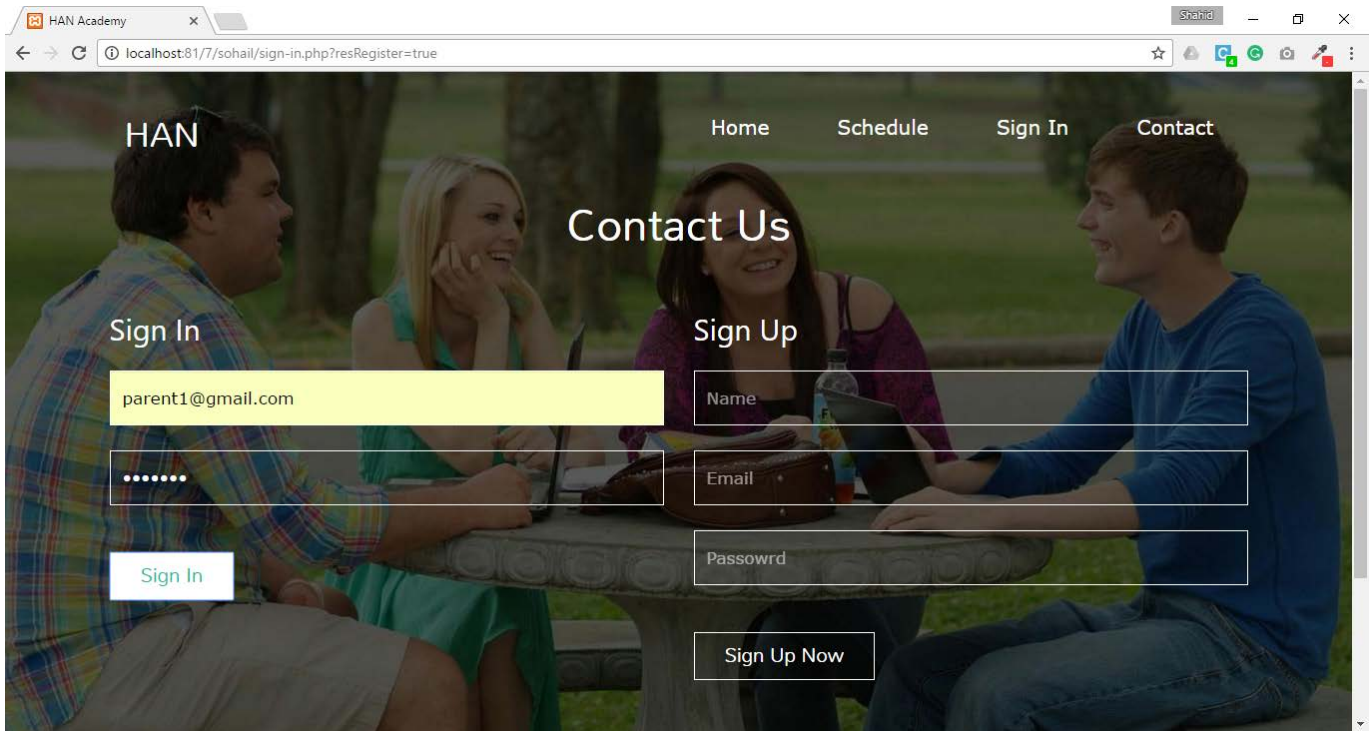 HAN Academy
Shahid
localhost:81/7/sohail/sign-in.php?resRegister=true
4
HAN
Home Schedule Sign In Contact
Contact Us
Sign In
Sign Up
parent1@gmail.com
•••••••
Sign In
Name
Email
Passowrd
Sign Up Now